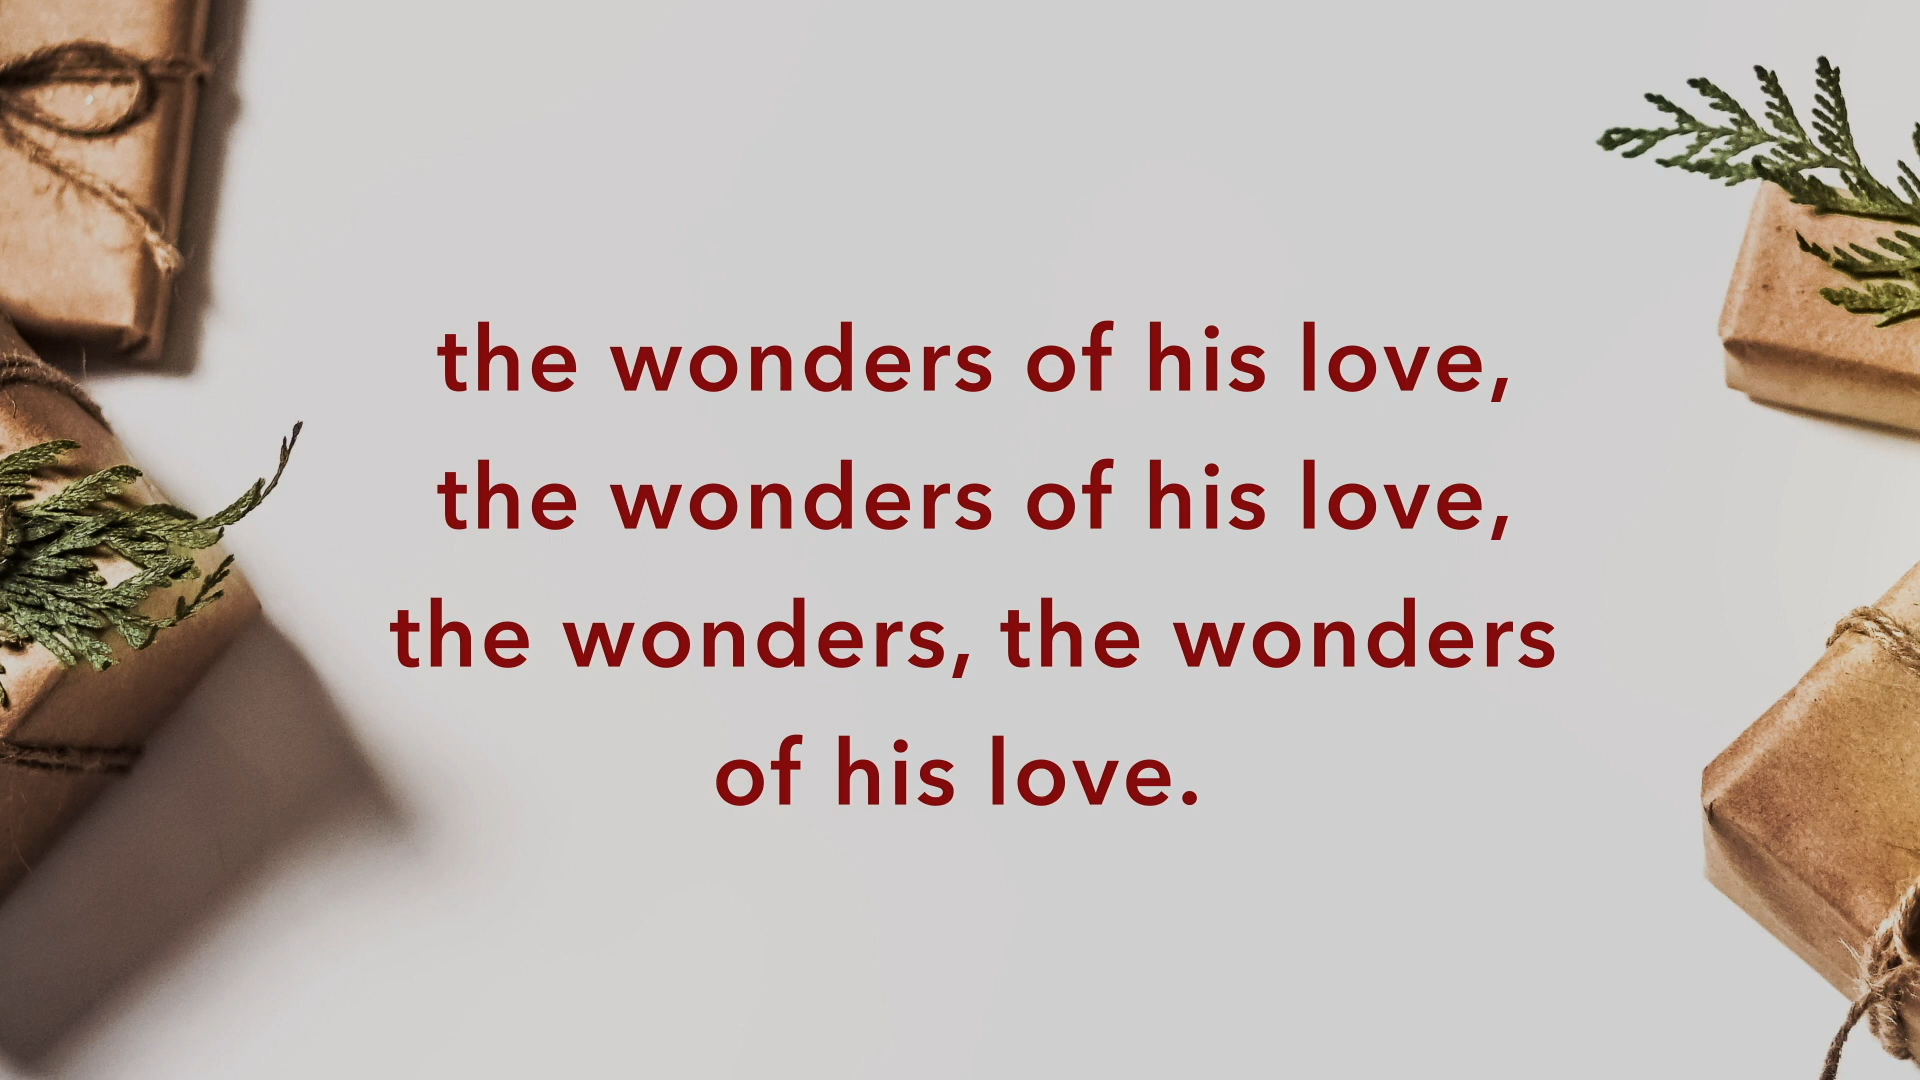 the wonders of his love,
the wonders of his love,
the wonders, the wonders
of his love.